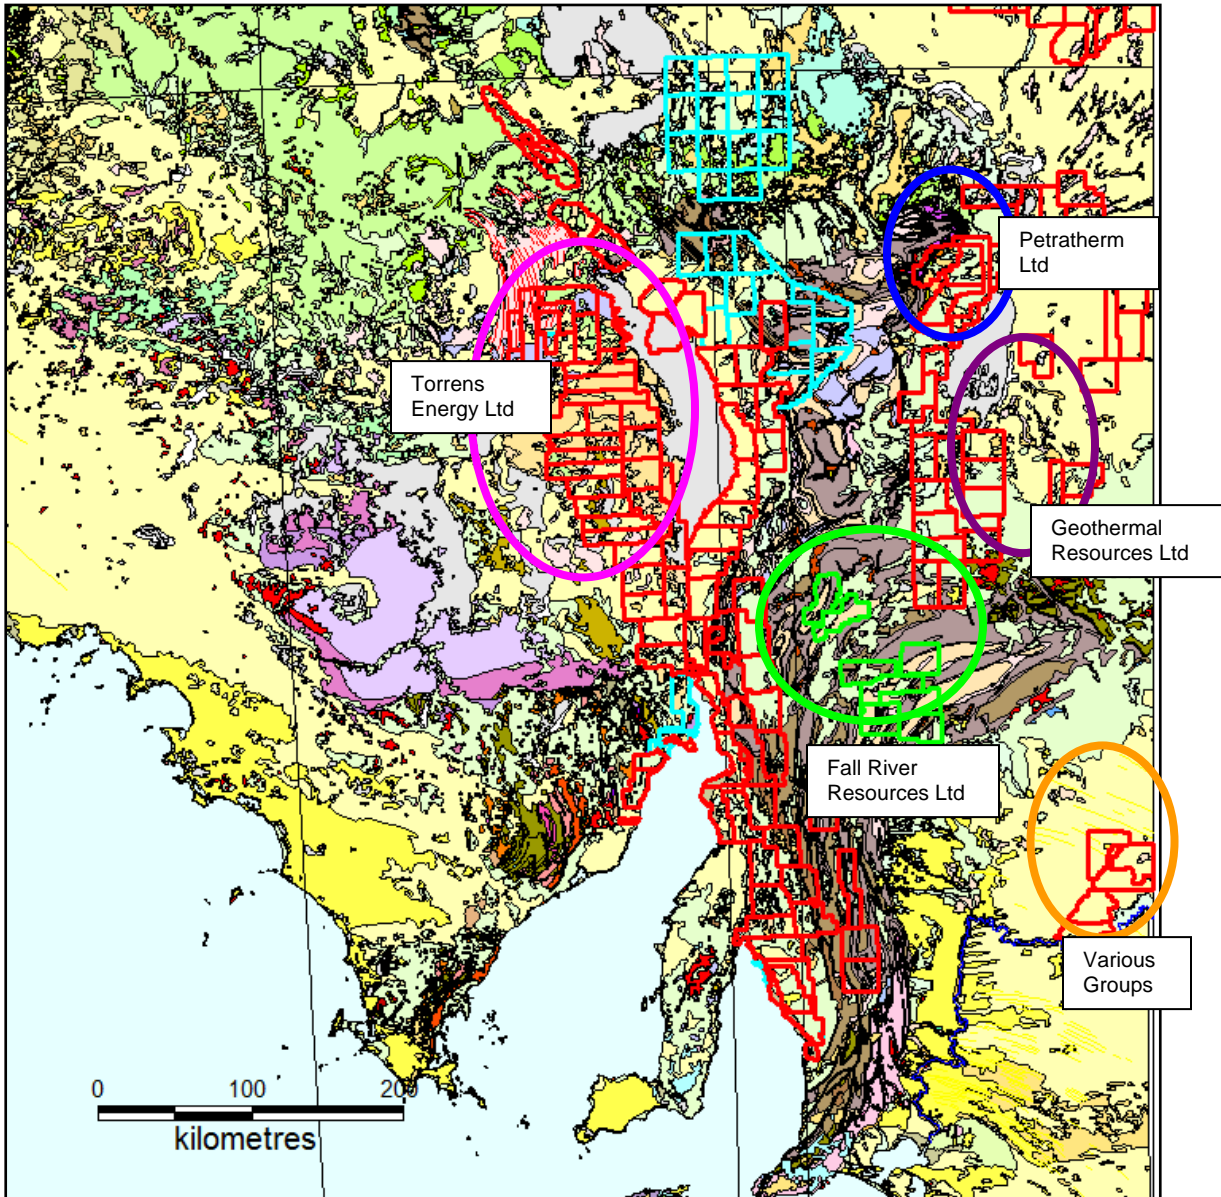 Petratherm
Ltd
Torrens
Energy Ltd
Geothermal
Resources Ltd
Fall River
Resources Ltd
Various
Groups
0 100 200
kilometres